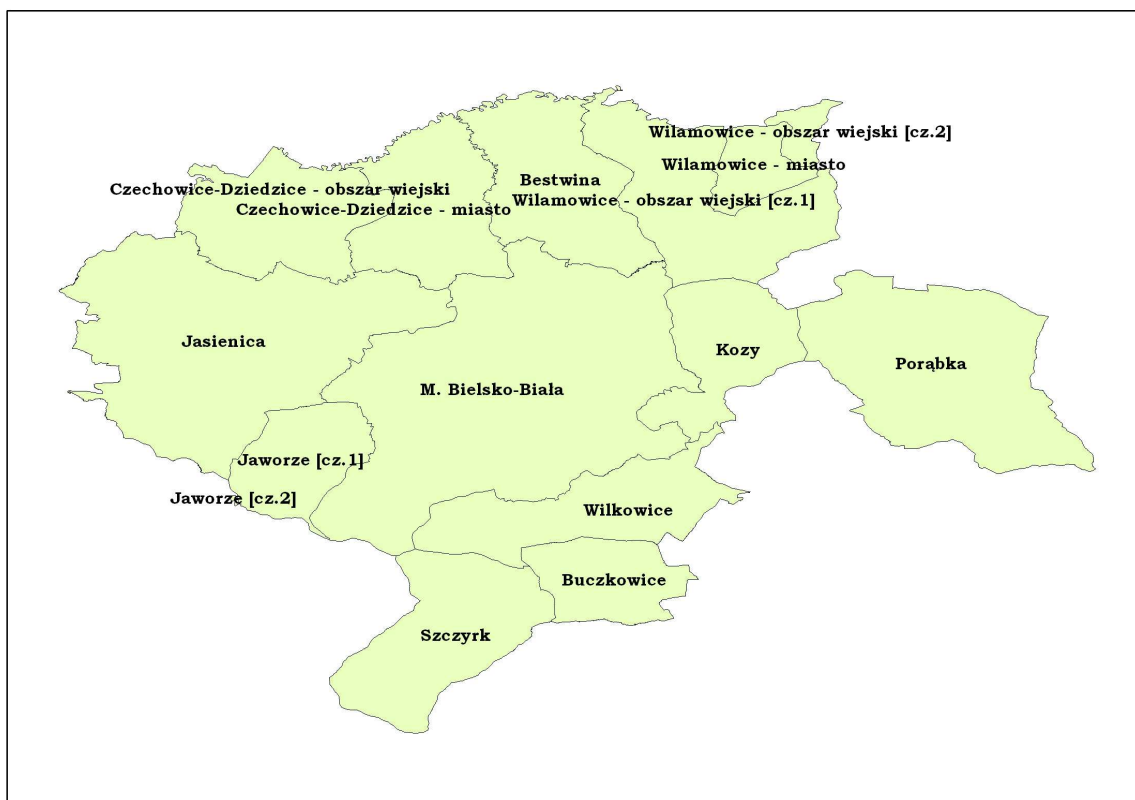 Wilamowice - obszar wiejski [cz.2]
Wilamowice - miasto
Bestwina
Czechowice-Dziedzice - obszar wiejski
Wilamowice - obszar wiejski [cz.1]
Czechowice-Dziedzice - miasto
Jasienica
Kozy
Porąbka
M. Bielsko-Biała
Jaworze [cz.1]
Jaworze [cz.2]
Wilkowice
Buczkowice
Szczyrk